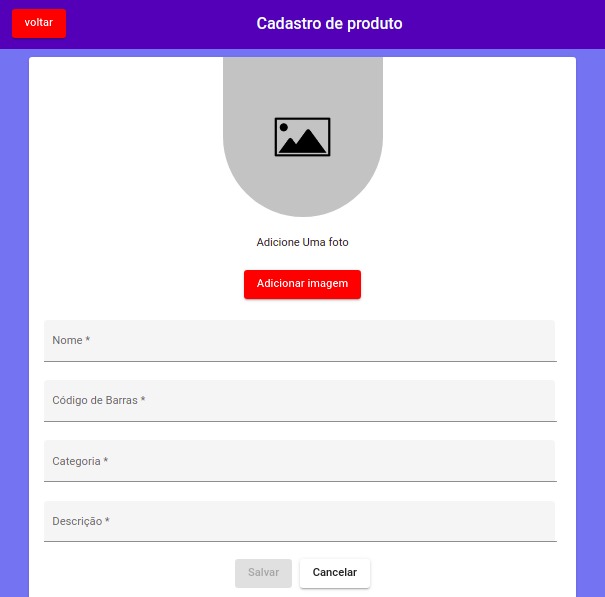 voltar
Cadastro de produto
Adicione Uma foto
Adicionar imagem
Nome *
Código de Barras *
Categoria *
Descrição *
Salvar
Cancelar